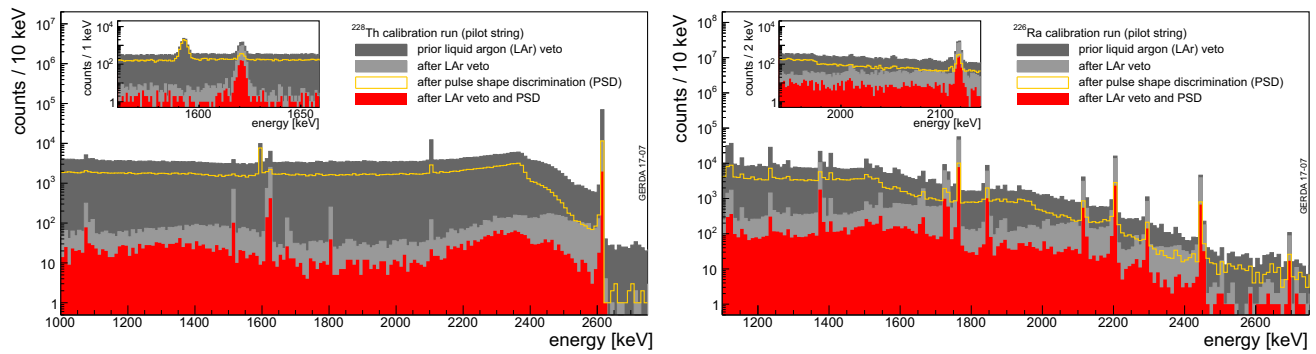 counts / 10 keV
10⁷
10⁶
10⁵
10⁴
10³
10²
10
1
1000 1200 1400 1600 1800 2000 2200 2400 2600
energy [keV]
counts / 1 keV
10⁴
10²
1
1600 1650
energy [keV]
²²⁸Th calibration run (pilot string)
prior liquid argon (LAr) veto
after LAr veto
after pulse shape discrimination (PSD)
after LAr veto and PSD
GERDA 17-07
counts / 10 keV
10⁸
10⁷
10⁶
10⁵
10⁴
10³
10²
10
1
1200 1400 1600 1800 2000 2200 2400 2600
energy [keV]
counts / 2 keV
10⁴
10²
1
2000 2100
energy [keV]
²²⁶Ra calibration run (pilot string)
prior liquid argon (LAr) veto
after LAr veto
after pulse shape discrimination (PSD)
after LAr veto and PSD
GERDA 17-07